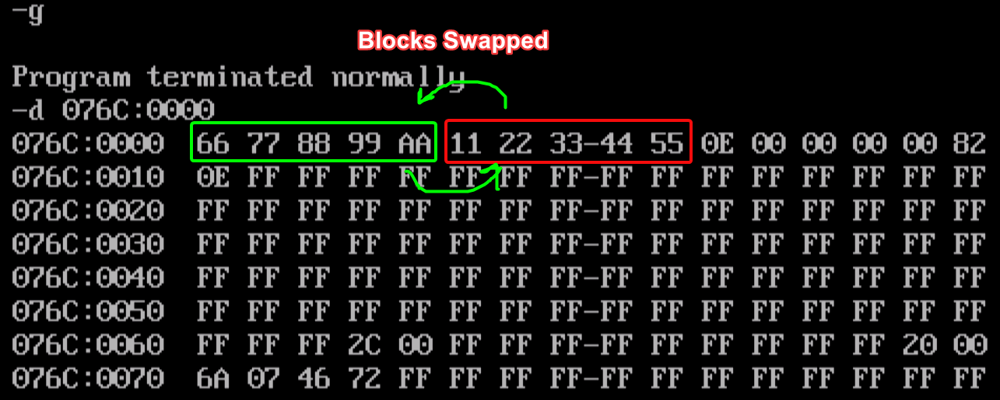 -g
Blocks Swapped
Program terminated normally
-d 076C:0000
076C:0000 66 77 88 99 AA 11 22 33-44 55 0E 00 00 00 00 82
076C:0010 0E FF FF FF FF FF FF FF-FF FF FF FF FF FF FF FF
076C:0020 FF FF FF FF FF FF FF FF-FF FF FF FF FF FF FF FF
076C:0030 FF FF FF FF FF FF FF FF-FF FF FF FF FF FF FF FF
076C:0040 FF FF FF FF FF FF FF FF-FF FF FF FF FF FF FF FF
076C:0050 FF FF FF FF FF FF FF FF-FF FF FF FF FF FF FF FF
076C:0060 FF FF FF 2C 00 FF FF FF-FF FF FF FF FF FF 20 00
076C:0070 6A 07 46 72 FF FF FF FF-FF FF FF FF FF FF FF FF